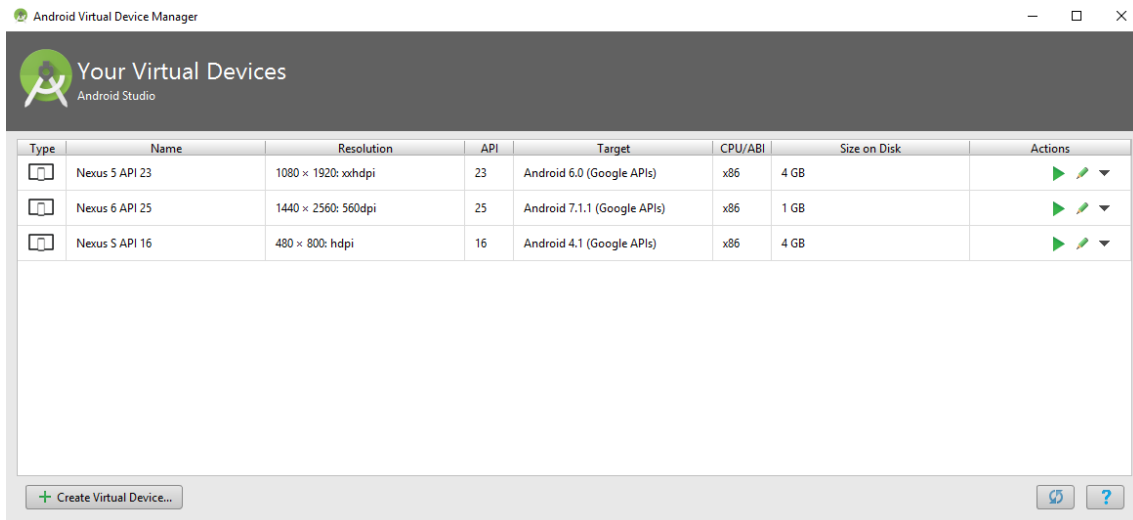 Android Virtual Device Manager
Your Virtual Devices
Android Studio
Type Name Resolution API Target CPU/ABI Size on Disk Actions
Nexus 5 API 23 1080 × 1920: xxhdpi 23 Android 6.0 (Google APIs) x86 4 GB
Nexus 6 API 25 1440 × 2560: 560dpi 25 Android 7.1.1 (Google APIs) x86 1 GB
Nexus S API 16 480 × 800: hdpi 16 Android 4.1 (Google APIs) x86 4 GB
Create Virtual Device... ?